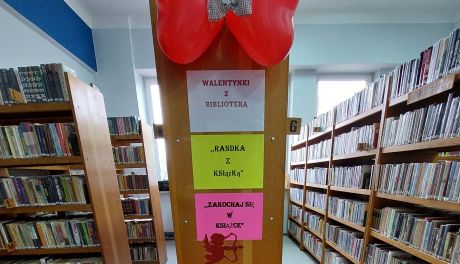 WALENTYNKI
Z
BIBLIOTEKĄ
„RANDKA
Z
KSIĄŻKĄ”
„ZAKOCHAJ SIĘ
W
KSIĄŻCE”
G